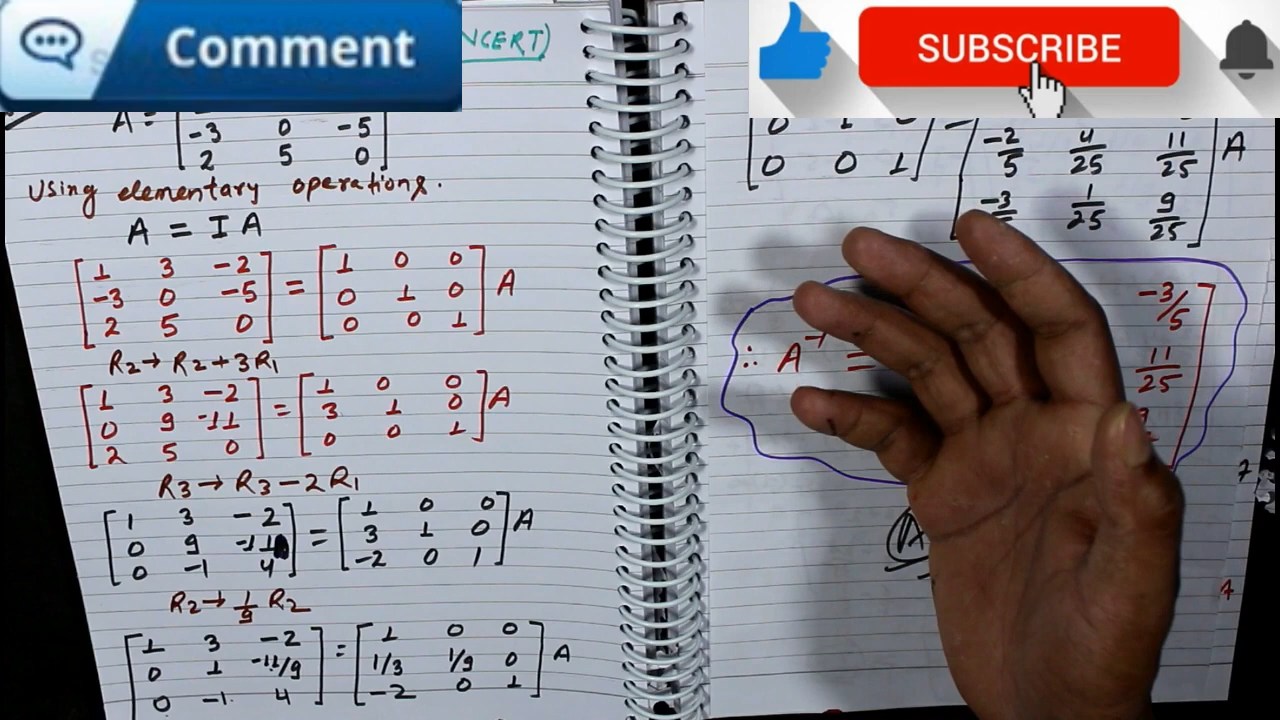 Comment
SUBSCRIBE
NCERT)
A =
-3 0 -5
2 5 0
Using elementary operations.
A = I A
1 3 -2 = 1 0 0 A
-3 0 -5 0 1 0
2 5 0 0 0 1
R2 → R2 + 3R1
1 3 -2 = 1 0 0 A
0 9 -11 3 1 0
2 5 0 0 0 1
R3 → R3 - 2R1
1 3 -2 = 1 0 0 A
0 9 -11 3 1 0
0 -1 4 -2 0 1
R2 → 1/9 R2
1 3 -2 = 1 0 0 A
0 1 -11/9 1/3 1/9 0
0 -1 4 -2 0 1
0 1 = -2/5 4/25 11/25 A
0 0 1 -3 1/25 9/25
∴ A⁻¹ = -3/5
11/25